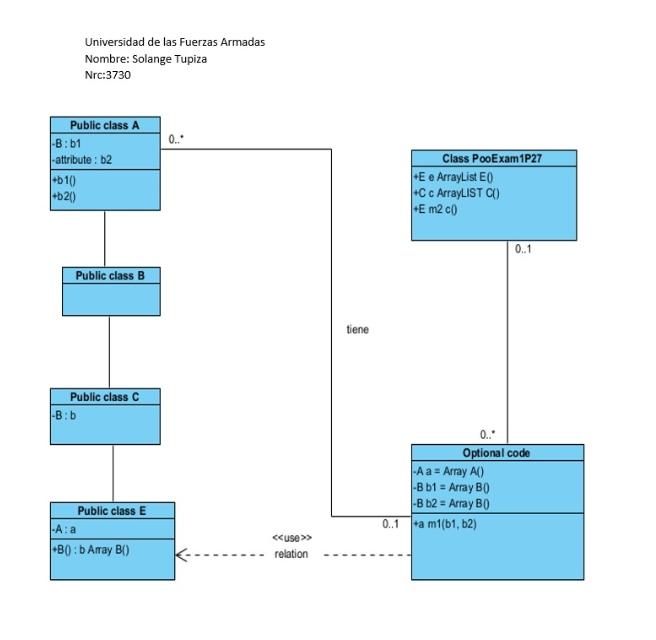 Universidad de las Fuerzas Armadas
Nombre: Solange Tupiza
Nrc:3730
Public class A
-B : b1
-attribute : b2
+b1()
+b2()
0..*
Class PooExam1P27
+E e ArrayList E()
+C c ArrayLIST C()
+E m2 c()
0..1
Public class B
tiene
Public class C
-B : b
0..*
Optional code
-A a = Array A()
-B b1 = Array B()
-B b2 = Array B()
+a m1(b1, b2)
0..1
Public class E
-A : a
+B() : b Array B()
<<use>>
relation